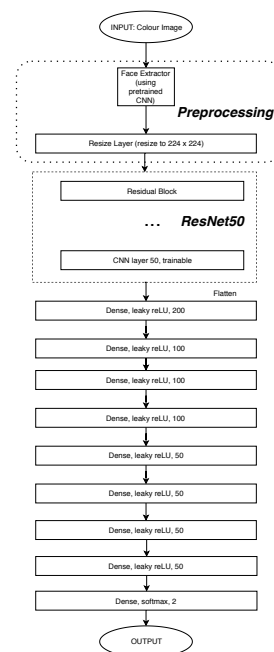 INPUT: Colour Image
Face Extractor
(using
pretrained
CNN)
Preprocessing
Resize Layer (resize to 224 x 224)
Residual Block
... ResNet50
CNN layer 50, trainable
Flatten
Dense, leaky reLU, 200
Dense, leaky reLU, 100
Dense, leaky reLU, 100
Dense, leaky reLU, 100
Dense, leaky reLU, 50
Dense, leaky reLU, 50
Dense, leaky reLU, 50
Dense, leaky reLU, 50
Dense, softmax, 2
OUTPUT